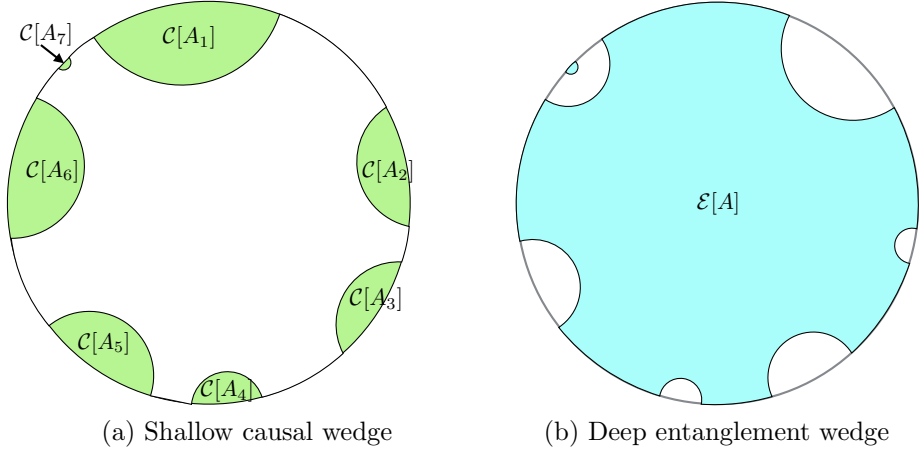 𝒞[A₇]
𝒞[A₁]
𝒞[A₆]
𝒞[A₂]
ℰ[A]
𝒞[A₃]
𝒞[A₅]
𝒞[A₄]
(a) Shallow causal wedge
(b) Deep entanglement wedge